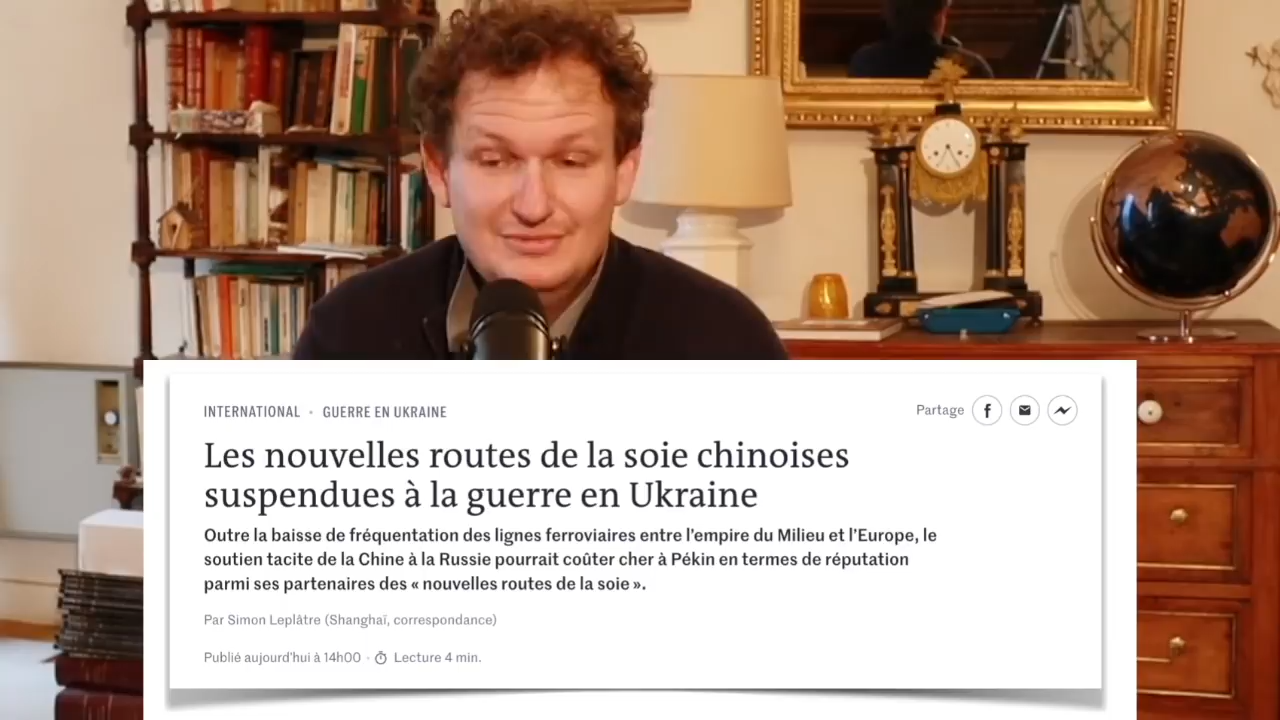 INTERNATIONAL • GUERRE EN UKRAINE
Partage
Les nouvelles routes de la soie chinoises
suspendues à la guerre en Ukraine
Outre la baisse de fréquentation des lignes ferroviaires entre l'empire du Milieu et l'Europe, le
soutien tacite de la Chine à la Russie pourrait coûter cher à Pékin en termes de réputation
parmi ses partenaires des « nouvelles routes de la soie ».
Par Simon Leplâtre (Shanghaï, correspondance)
Publié aujourd'hui à 14h00 · Lecture 4 min.